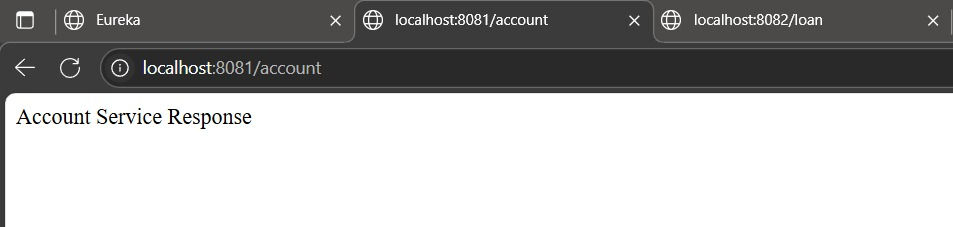 Eureka
localhost:8081/account
localhost:8082/loan
localhost:8081/account
Account Service Response